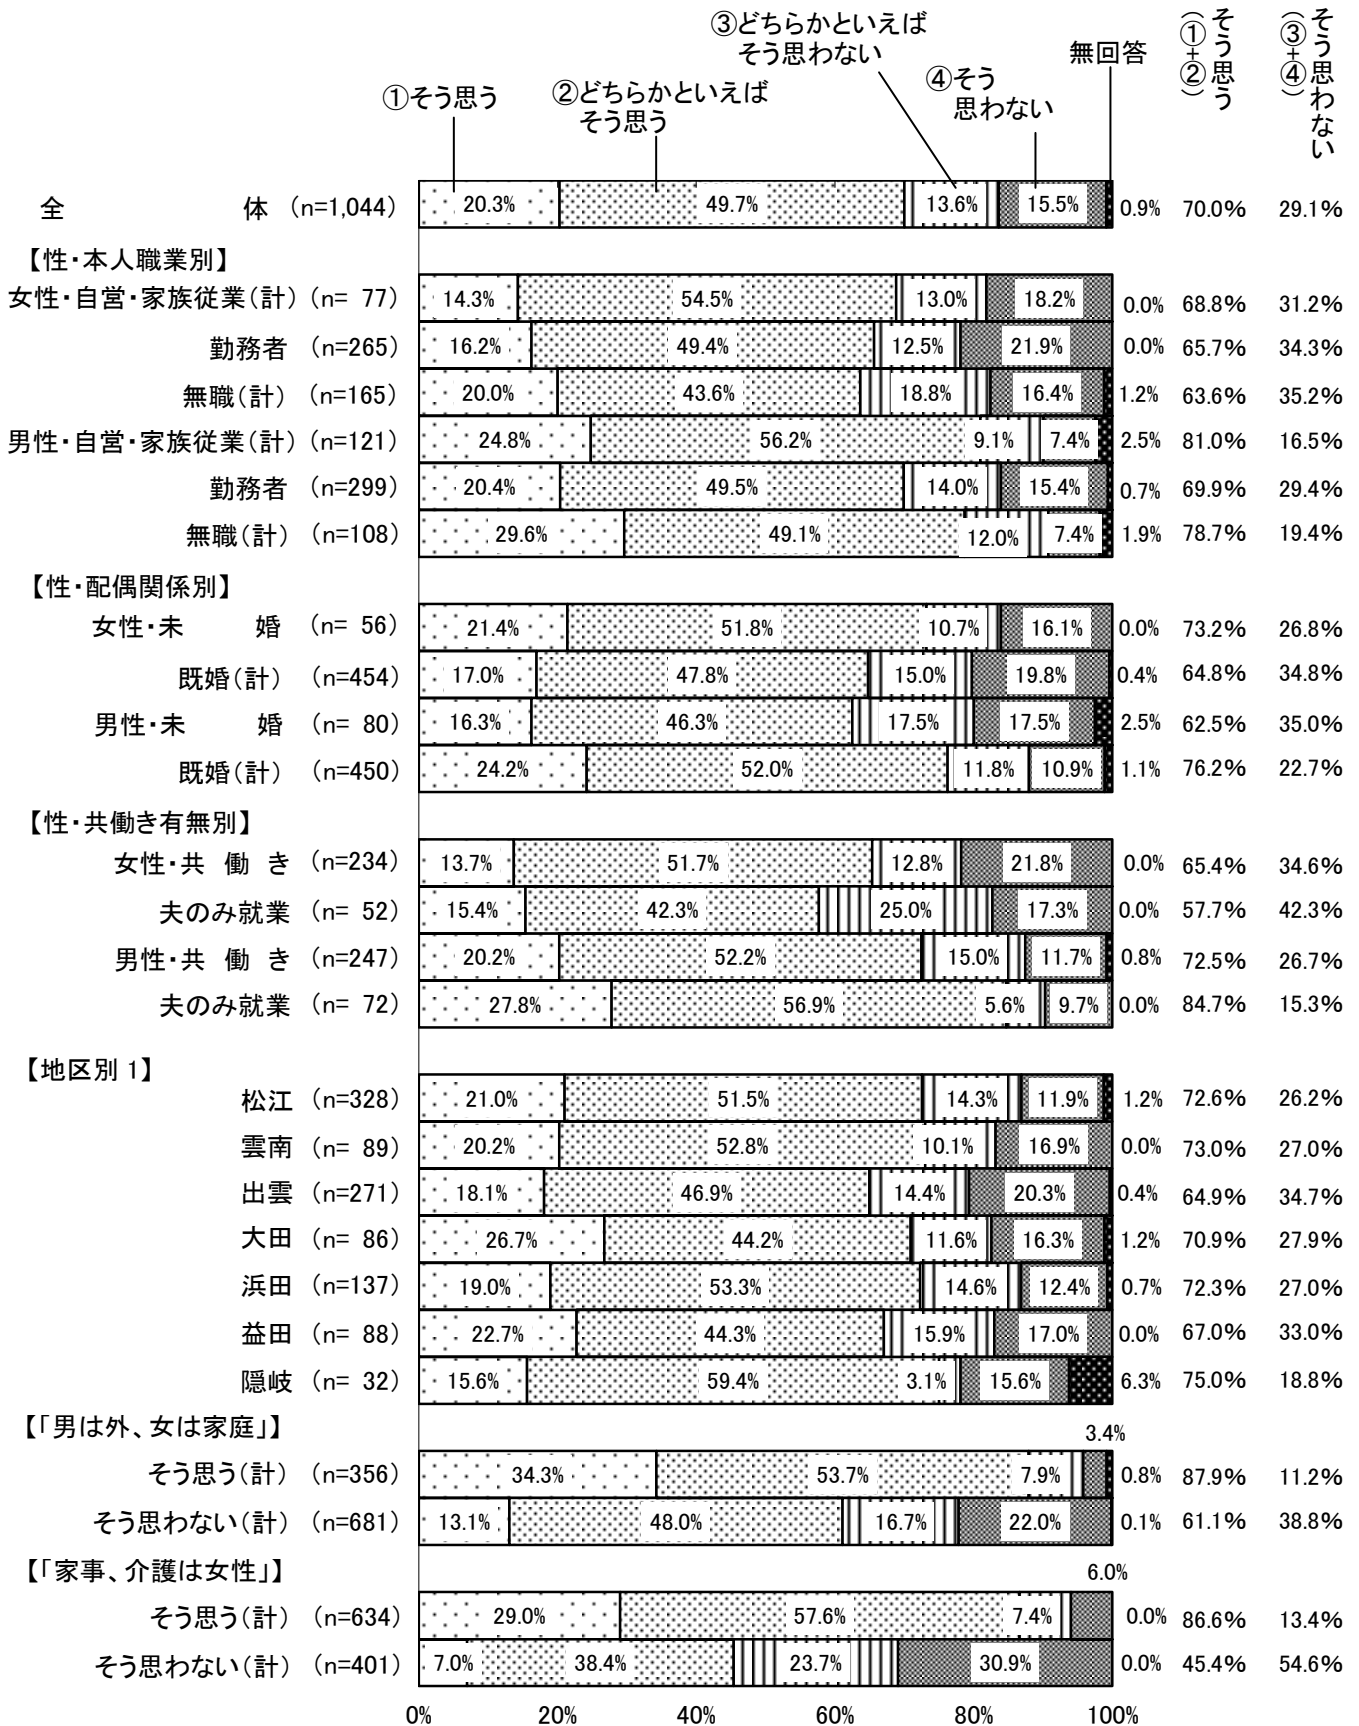 ③どちらかといえば
そう思わない
無回答
そう思う
(①+②)
そう思わない
(③+④)
①そう思う
②どちらかといえば
そう思う
④そう
思わない
全 体 (n=1,044) 20.3% 49.7% 13.6% 15.5% 0.9% 70.0% 29.1%
【性・本人職業別】
女性・自営・家族従業(計) (n= 77) 14.3% 54.5% 13.0% 18.2% 0.0% 68.8% 31.2%
勤務者 (n=265) 16.2% 49.4% 12.5% 21.9% 0.0% 65.7% 34.3%
無職(計) (n=165) 20.0% 43.6% 18.8% 16.4% 1.2% 63.6% 35.2%
男性・自営・家族従業(計) (n=121) 24.8% 56.2% 9.1% 7.4% 2.5% 81.0% 16.5%
勤務者 (n=299) 20.4% 49.5% 14.0% 15.4% 0.7% 69.9% 29.4%
無職(計) (n=108) 29.6% 49.1% 12.0% 7.4% 1.9% 78.7% 19.4%
【性・配偶関係別】
女性・未 婚 (n= 56) 21.4% 51.8% 10.7% 16.1% 0.0% 73.2% 26.8%
既婚(計) (n=454) 17.0% 47.8% 15.0% 19.8% 0.4% 64.8% 34.8%
男性・未 婚 (n= 80) 16.3% 46.3% 17.5% 17.5% 2.5% 62.5% 35.0%
既婚(計) (n=450) 24.2% 52.0% 11.8% 10.9% 1.1% 76.2% 22.7%
【性・共働き有無別】
女性・共 働 き (n=234) 13.7% 51.7% 12.8% 21.8% 0.0% 65.4% 34.6%
夫のみ就業 (n= 52) 15.4% 42.3% 25.0% 17.3% 0.0% 57.7% 42.3%
男性・共 働 き (n=247) 20.2% 52.2% 15.0% 11.7% 0.8% 72.5% 26.7%
夫のみ就業 (n= 72) 27.8% 56.9% 5.6% 9.7% 0.0% 84.7% 15.3%
【地区別1】
松江 (n=328) 21.0% 51.5% 14.3% 11.9% 1.2% 72.6% 26.2%
雲南 (n= 89) 20.2% 52.8% 10.1% 16.9% 0.0% 73.0% 27.0%
出雲 (n=271) 18.1% 46.9% 14.4% 20.3% 0.4% 64.9% 34.7%
大田 (n= 86) 26.7% 44.2% 11.6% 16.3% 1.2% 70.9% 27.9%
浜田 (n=137) 19.0% 53.3% 14.6% 12.4% 0.7% 72.3% 27.0%
益田 (n= 88) 22.7% 44.3% 15.9% 17.0% 0.0% 67.0% 33.0%
隠岐 (n= 32) 15.6% 59.4% 3.1% 15.6% 6.3% 75.0% 18.8%
【「男は外、女は家庭」】
3.4%
そう思う(計) (n=356) 34.3% 53.7% 7.9% 0.8% 87.9% 11.2%
そう思わない(計) (n=681) 13.1% 48.0% 16.7% 22.0% 0.1% 61.1% 38.8%
【「家事、介護は女性」】
6.0%
そう思う(計) (n=634) 29.0% 57.6% 7.4% 0.0% 86.6% 13.4%
そう思わない(計) (n=401) 7.0% 38.4% 23.7% 30.9% 0.0% 45.4% 54.6%
0% 20% 40% 60% 80% 100%